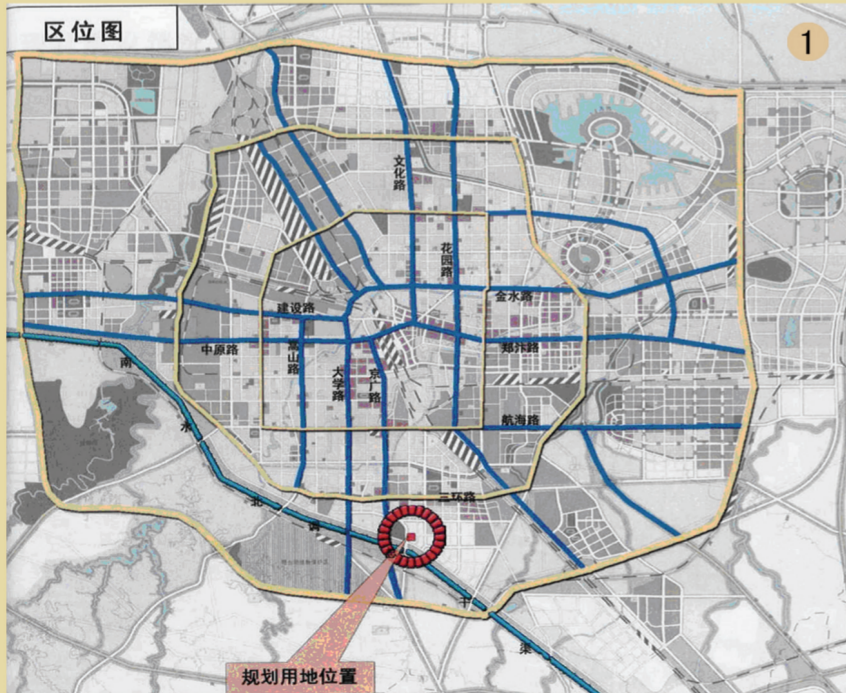 区位图
1
文化路
花园路
金水路
建设路
中原路
嵩山路
大学路
京广路
郑汴路
航海路
三环路
南
水
北
调
干
渠
规划用地位置